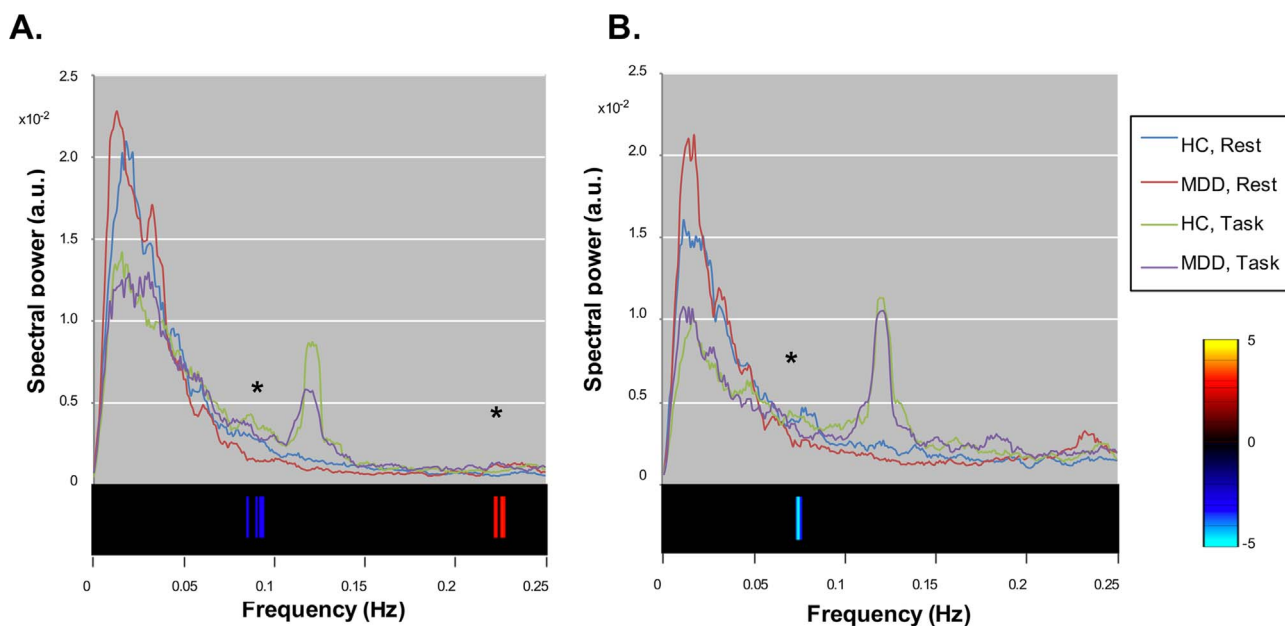 A.
B.
2.5
x10-2
2.0
1.5
1.0
0.5
0
Spectral power (a.u.)
*
*
0
0.05
0.1
0.15
0.2
0.25
Frequency (Hz)
2.5
x10-2
2.0
1.5
1.0
0.5
0
Spectral power (a.u.)
*
0
0.05
0.1
0.15
0.2
0.25
Frequency (Hz)
HC, Rest
MDD, Rest
HC, Task
MDD, Task
5
0
-5